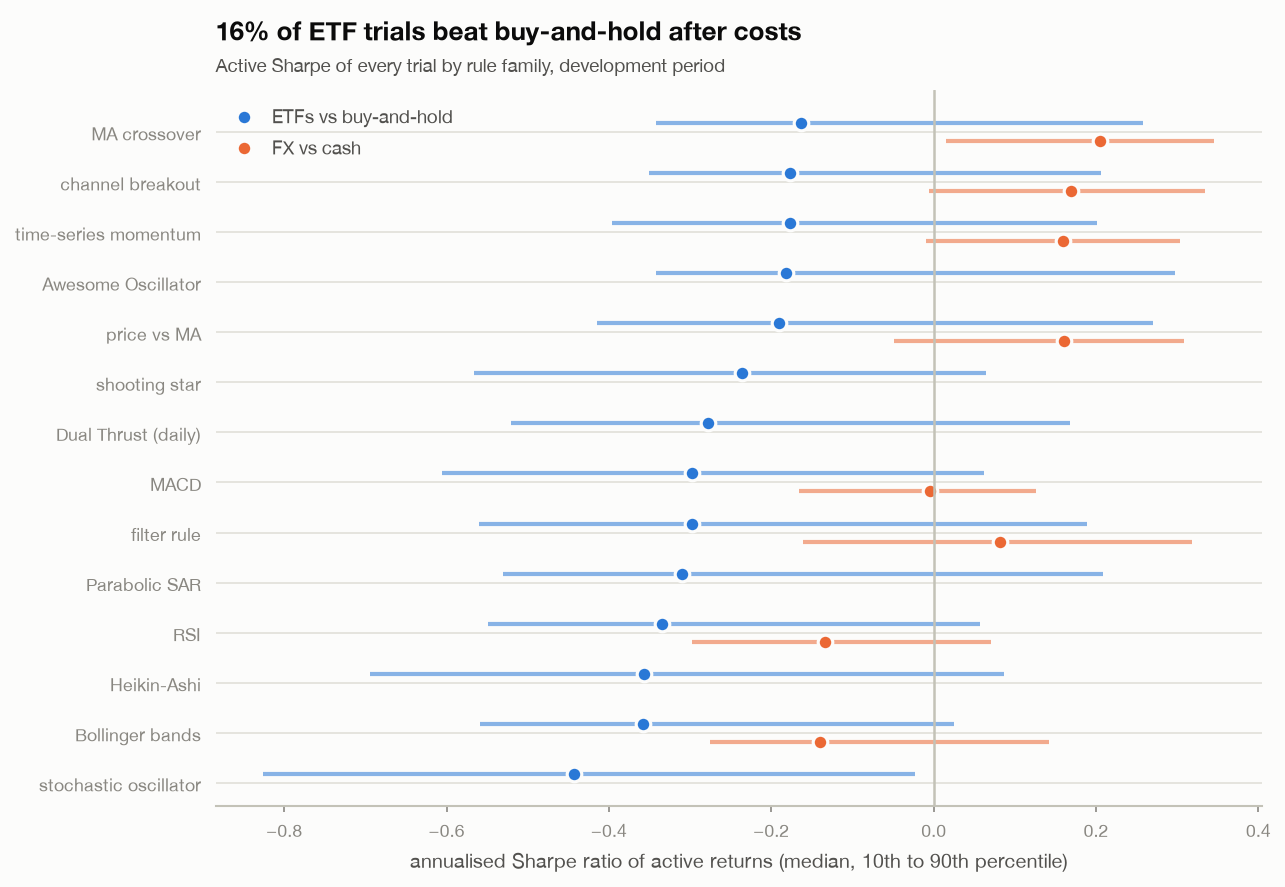 16% of ETF trials beat buy-and-hold after costs
Active Sharpe of every trial by rule family, development period
ETFs vs buy-and-hold
FX vs cash
MA crossover
channel breakout
time-series momentum
Awesome Oscillator
price vs MA
shooting star
Dual Thrust (daily)
MACD
filter rule
Parabolic SAR
RSI
Heikin-Ashi
Bollinger bands
stochastic oscillator
−0.8 −0.6 −0.4 −0.2 0.0 0.2 0.4
annualised Sharpe ratio of active returns (median, 10th to 90th percentile)